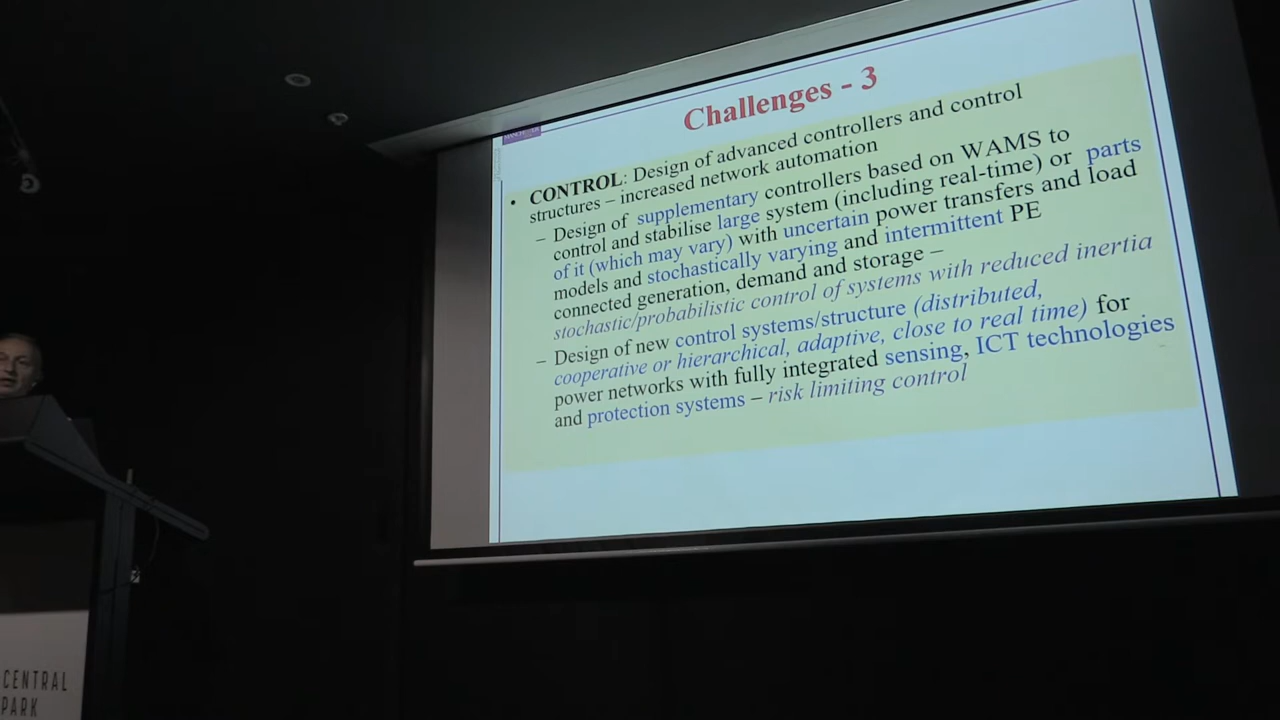 Challenges - 3
• CONTROL: Design of advanced controllers and control
structures – increased network automation
– Design of supplementary controllers based on WAMS to
control and stabilise large system (including real-time) or parts
of it (which may vary) with uncertain power transfers and load
models and stochastically varying and intermittent PE
connected generation, demand and storage –
stochastic/probabilistic control of systems with reduced inertia
– Design of new control systems/structure (distributed,
cooperative or hierarchical, adaptive, close to real time) for
power networks with fully integrated sensing, ICT technologies
and protection systems – risk limiting control
CENTRAL
PARK